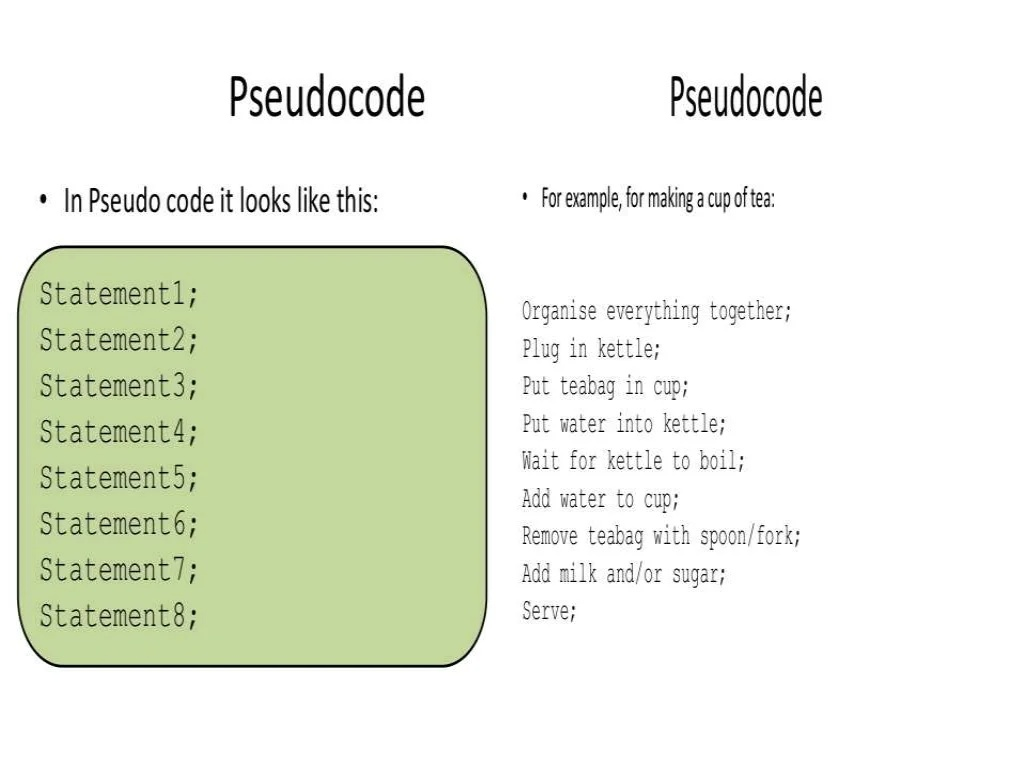 Pseudocode
• In Pseudo code it looks like this:
Statement1;
Statement2;
Statement3;
Statement4;
Statement5;
Statement6;
Statement7;
Statement8;
Pseudocode
• For example, for making a cup of tea:
Organise everything together;
Plug in kettle;
Put teabag in cup;
Put water into kettle;
Wait for kettle to boil;
Add water to cup;
Remove teabag with spoon/fork;
Add milk and/or sugar;
Serve;